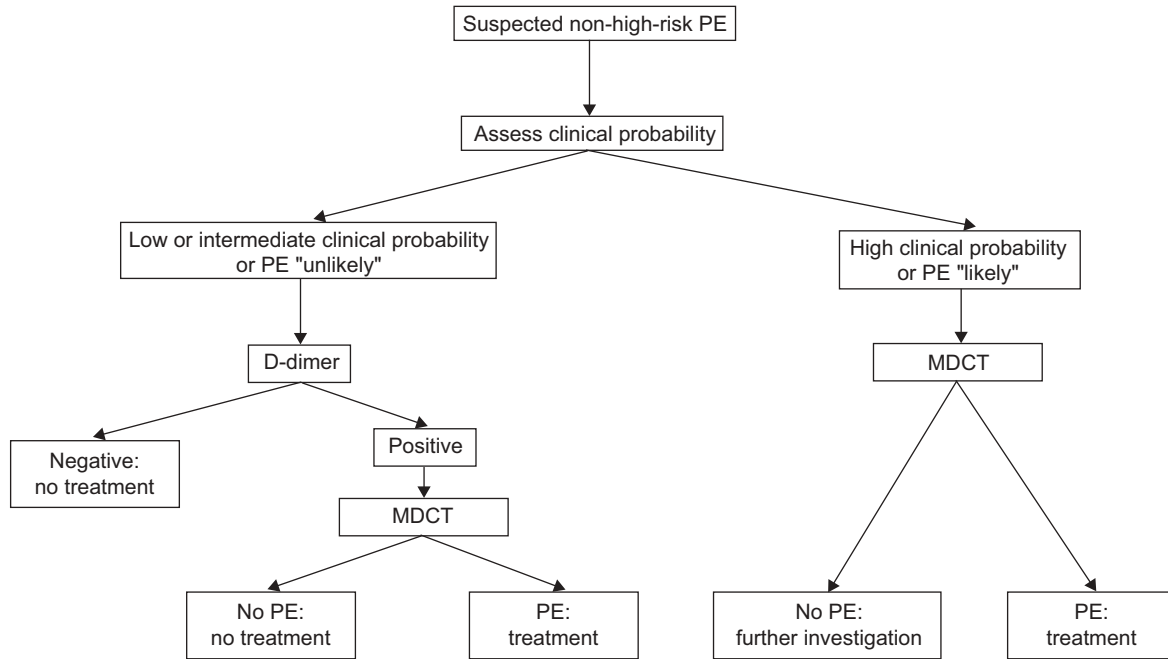 Suspected non-high-risk PE
Assess clinical probability
Low or intermediate clinical probability
or PE "unlikely"
High clinical probability
or PE "likely"
D-dimer
MDCT
Negative:
no treatment
Positive
MDCT
No PE:
no treatment
PE:
treatment
No PE:
further investigation
PE:
treatment